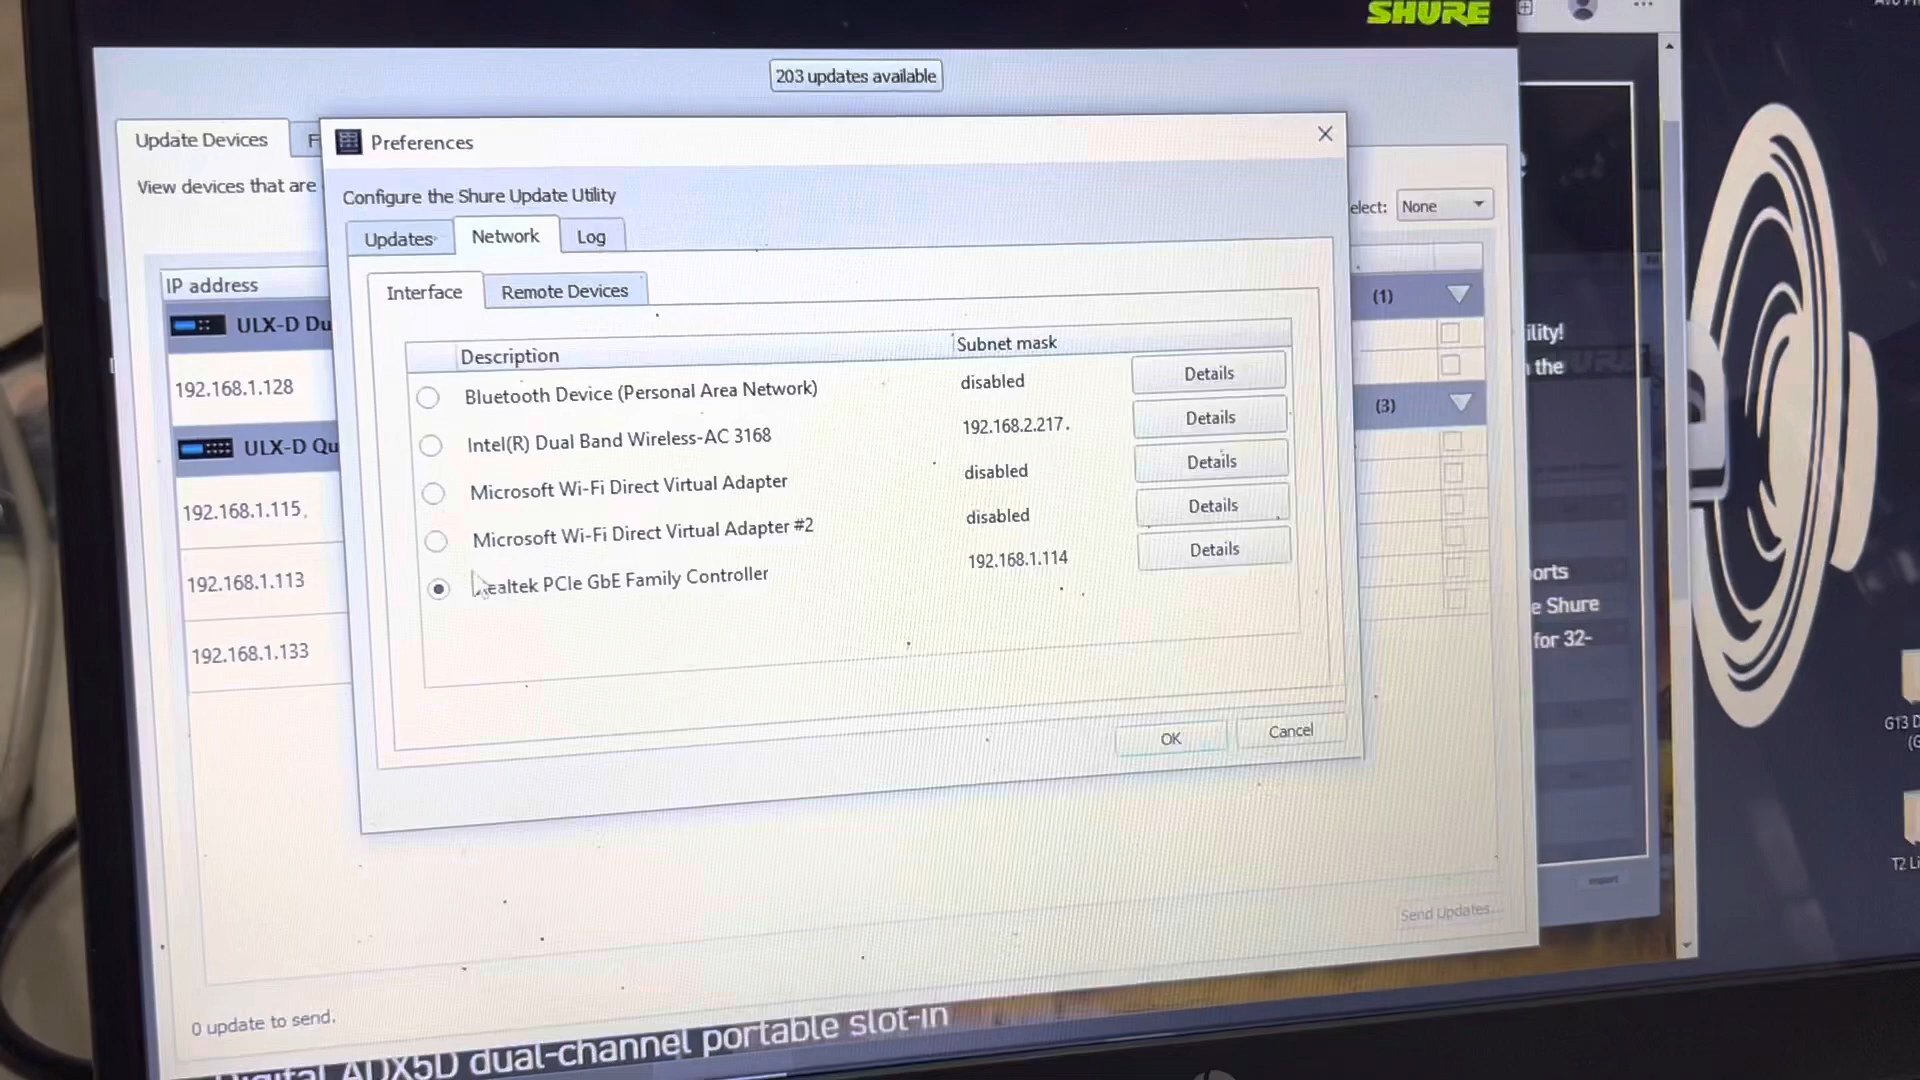 SHURE
203 updates available
Update Devices
View devices that are
Preferences
Configure the Shure Update Utility
Updates
Network
Log
elect:
None
Interface
Remote Devices
IP address
Description
Subnet mask
ULX-D Du
(1)
192.168.1.128
Bluetooth Device (Personal Area Network)
disabled
Details
Intel(R) Dual Band Wireless-AC 3168
192.168.2.217.
Details
ULX-D Qu
(3)
Microsoft Wi-Fi Direct Virtual Adapter
disabled
Details
192.168.1.115
Microsoft Wi-Fi Direct Virtual Adapter #2
disabled
Details
192.168.1.113
ealtek PCIe GbE Family Controller
192.168.1.114
Details
192.168.1.133
OK
Cancel
ility!
the
orts
e Shure
for 32-
Send Updates...
0 update to send.
Digital ADX5D dual-channel portable slot-in
G13 D
T2 Li